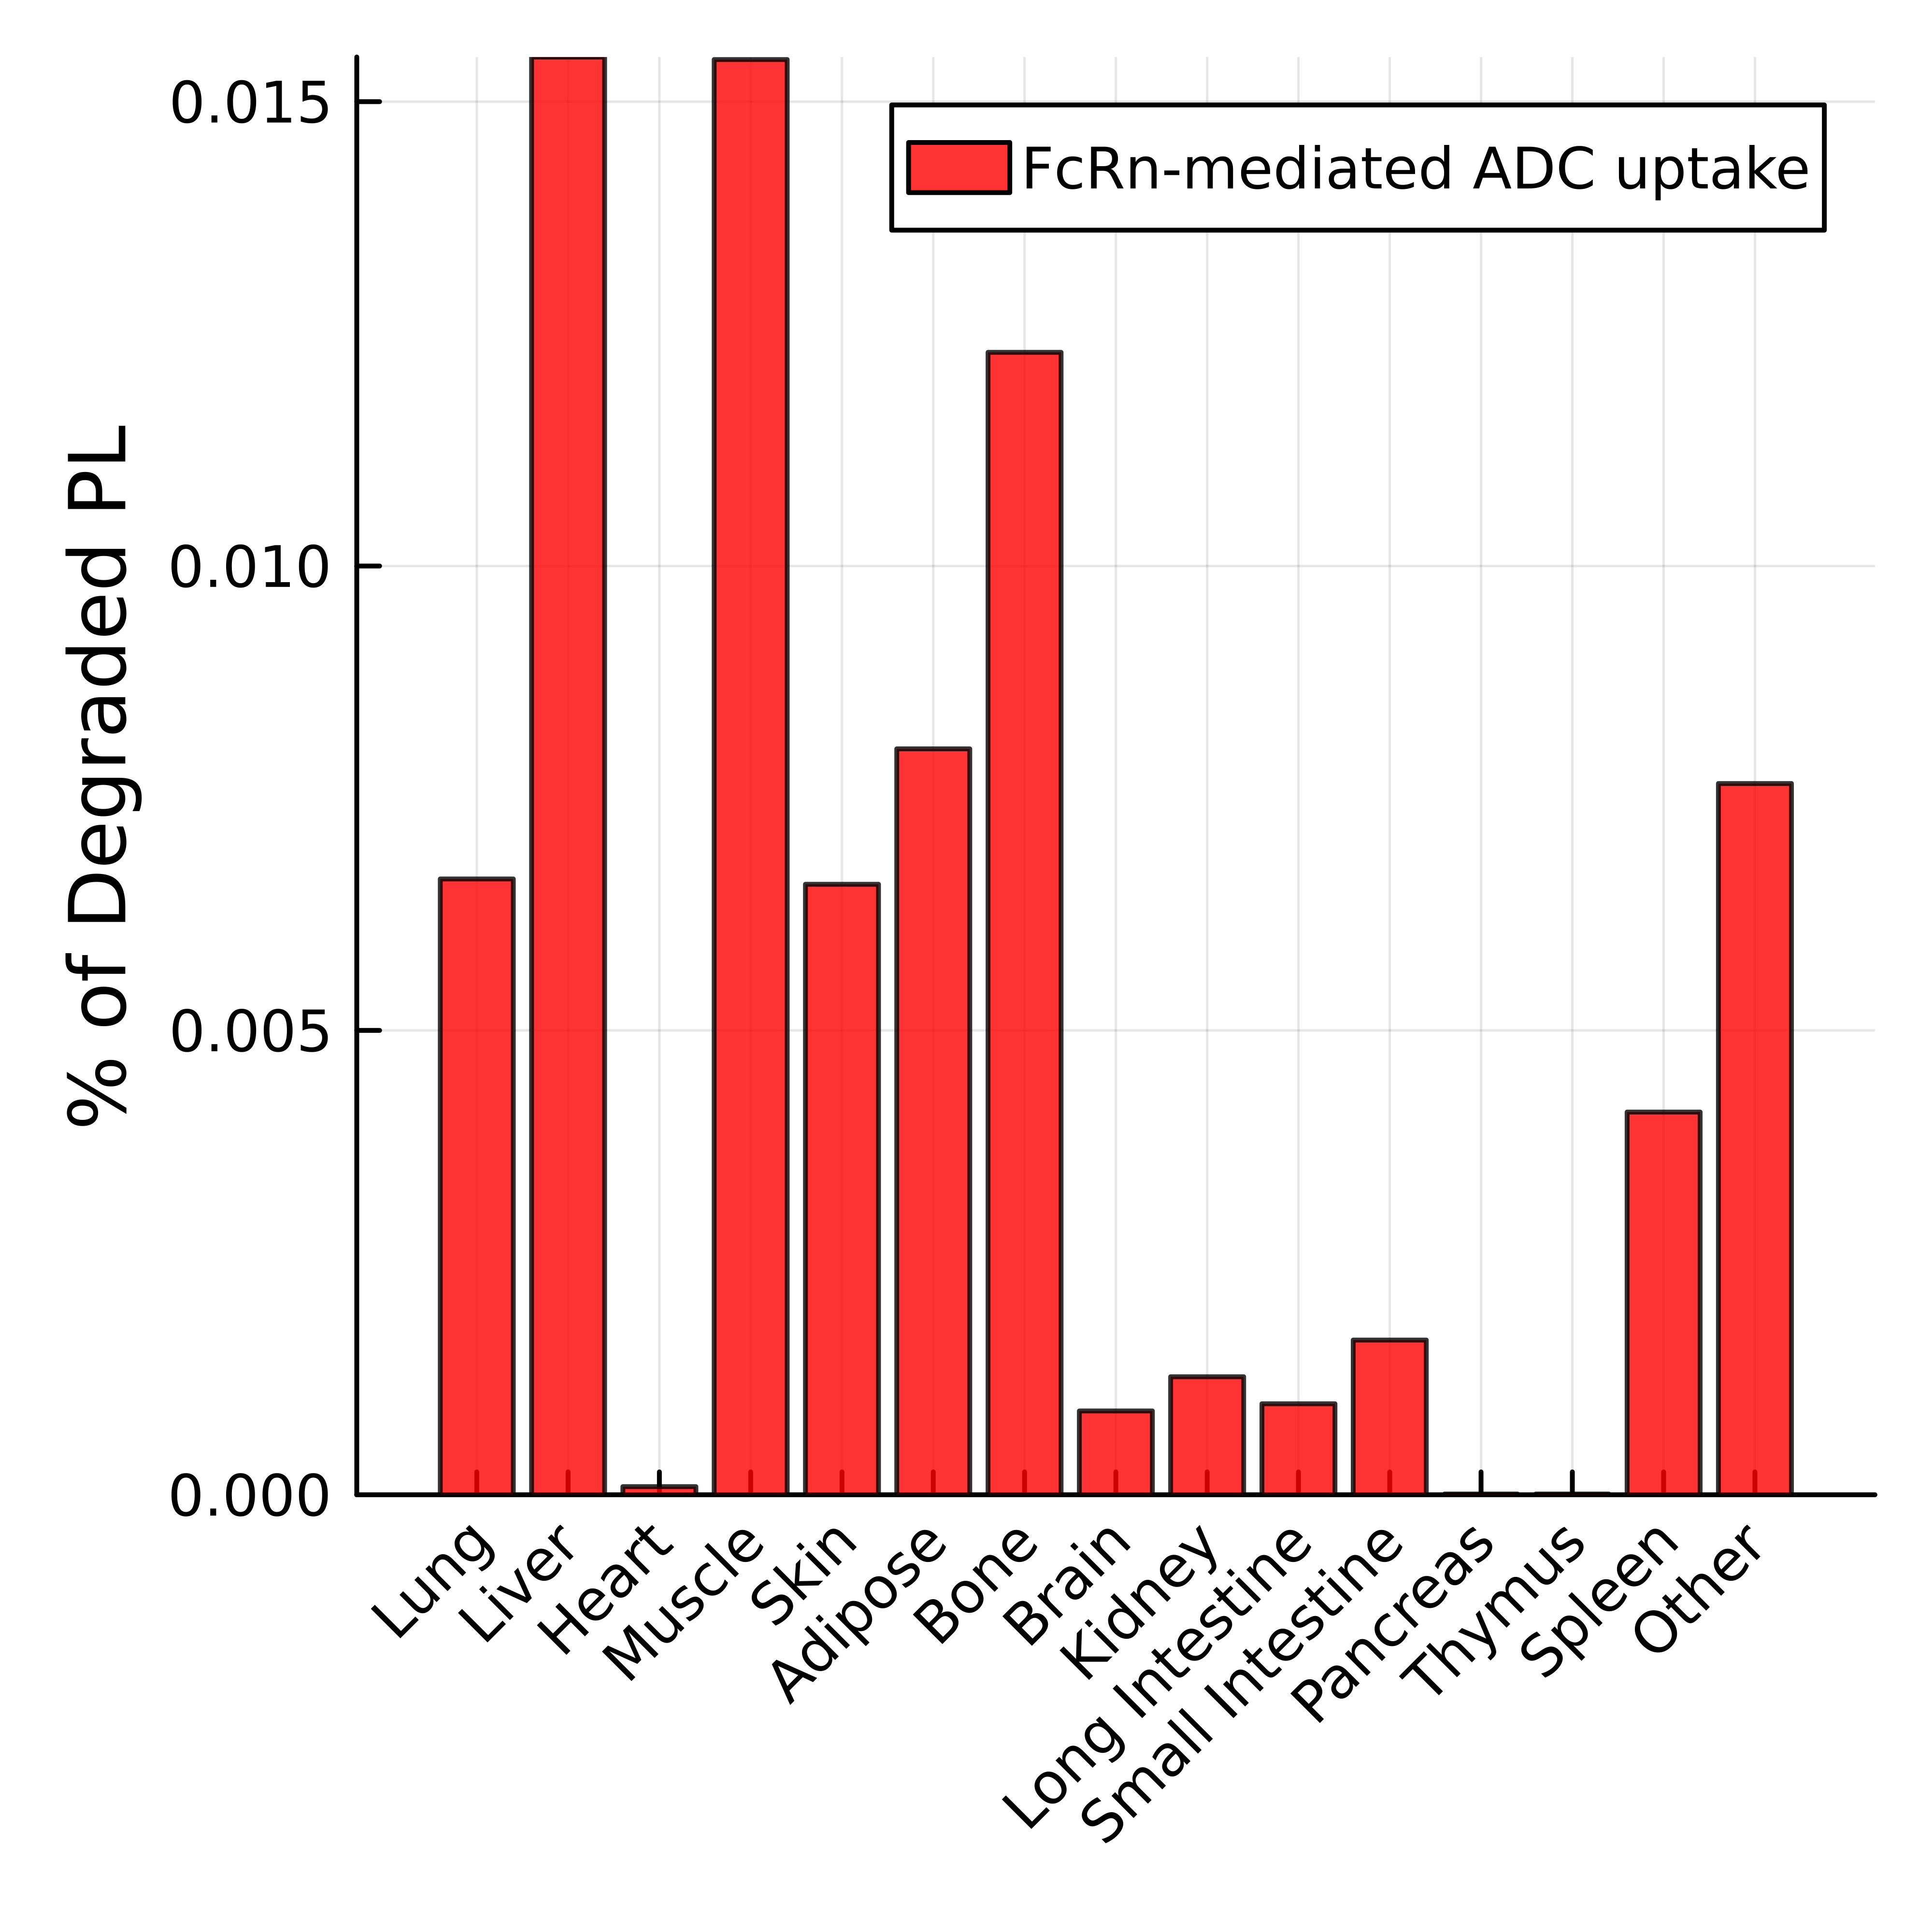 0.015
0.010
0.005
0.000
% of Degraded PL
FcRn-mediated ADC uptake
Lung
Liver
Heart
Muscle
Skin
Adipose
Bone
Brain
Kidney
Long Intestine
Small Intestine
Pancreas
Thymus
Spleen
Other